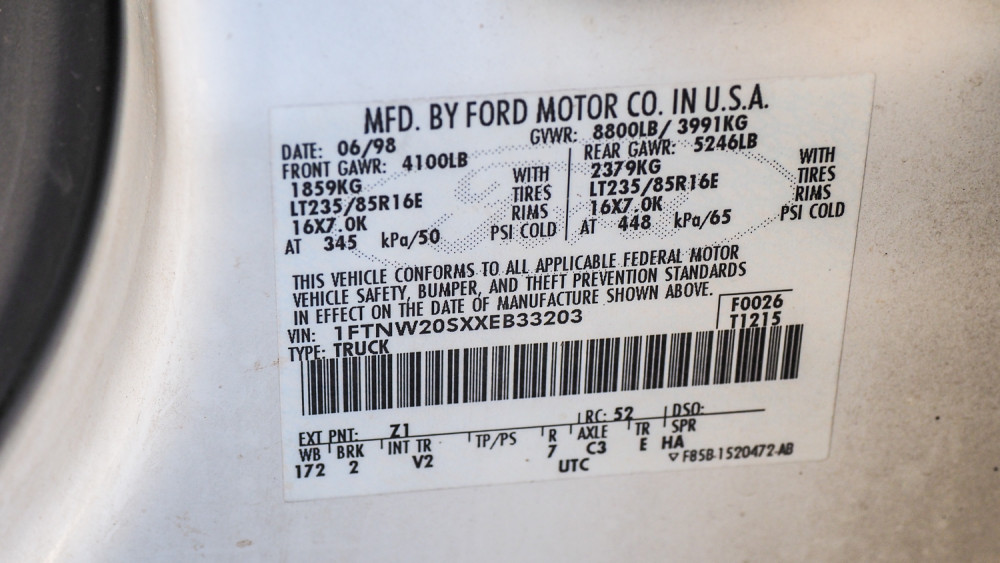 MFD. BY FORD MOTOR CO. IN U.S.A.
DATE: 06/98 GVWR: 8800LB/ 3991KG
FRONT GAWR: 4100LB REAR GAWR: 5246LB
1859KG WITH 2379KG WITH
LT235/85R16E TIRES LT235/85R16E TIRES
16X7.0K RIMS 16X7.0K RIMS
AT 345 kPa/50 PSI COLD AT 448 kPa/65 PSI COLD
THIS VEHICLE CONFORMS TO ALL APPLICABLE FEDERAL MOTOR
VEHICLE SAFETY, BUMPER, AND THEFT PREVENTION STANDARDS
IN EFFECT ON THE DATE OF MANUFACTURE SHOWN ABOVE.
VIN: 1FTNW20SXXEB33203 F0026
TYPE: TRUCK T1215
EXT PNT: Z1 RC: 52 DSO:
WB BRK INT TR TP/PS R AXLE TR SPR
172 2 V2 7 C3 E HA
UTC ▽ F85B-1520472-AB